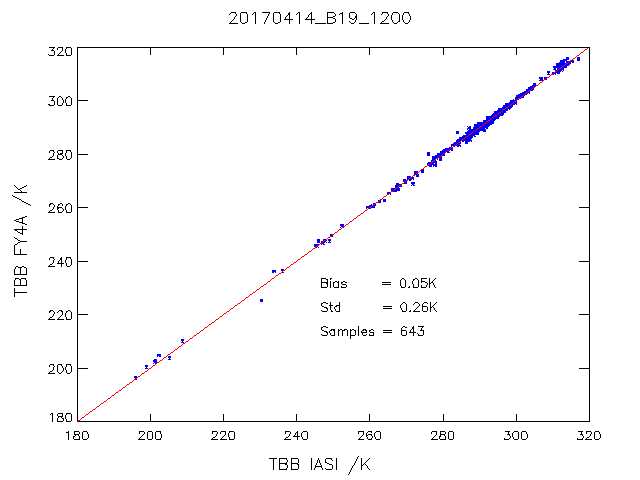 20170414_B19_1200
TBB FY4A /K
320
300
280
260
240
220
200
180
Bias = 0.05K
Std = 0.26K
Samples = 643
180 200 220 240 260 280 300 320
TBB IASI /K